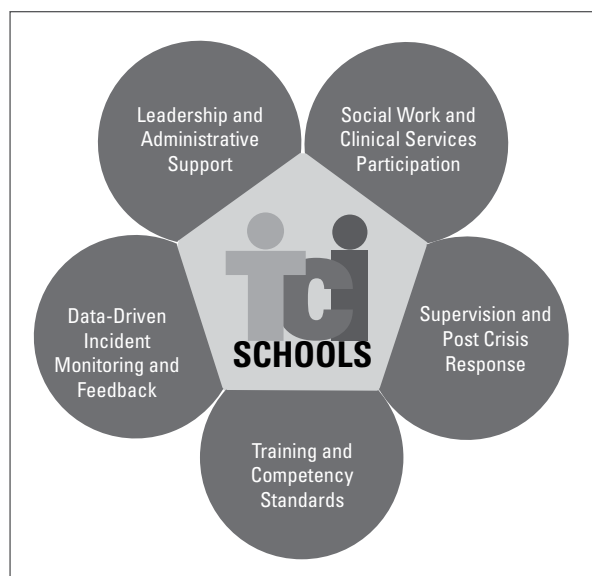 Leadership and
Administrative
Support
Social Work and
Clinical Services
Participation
Data-Driven
Incident
Monitoring and
Feedback
TCI
SCHOOLS
Supervision and
Post Crisis
Response
Training and
Competency
Standards